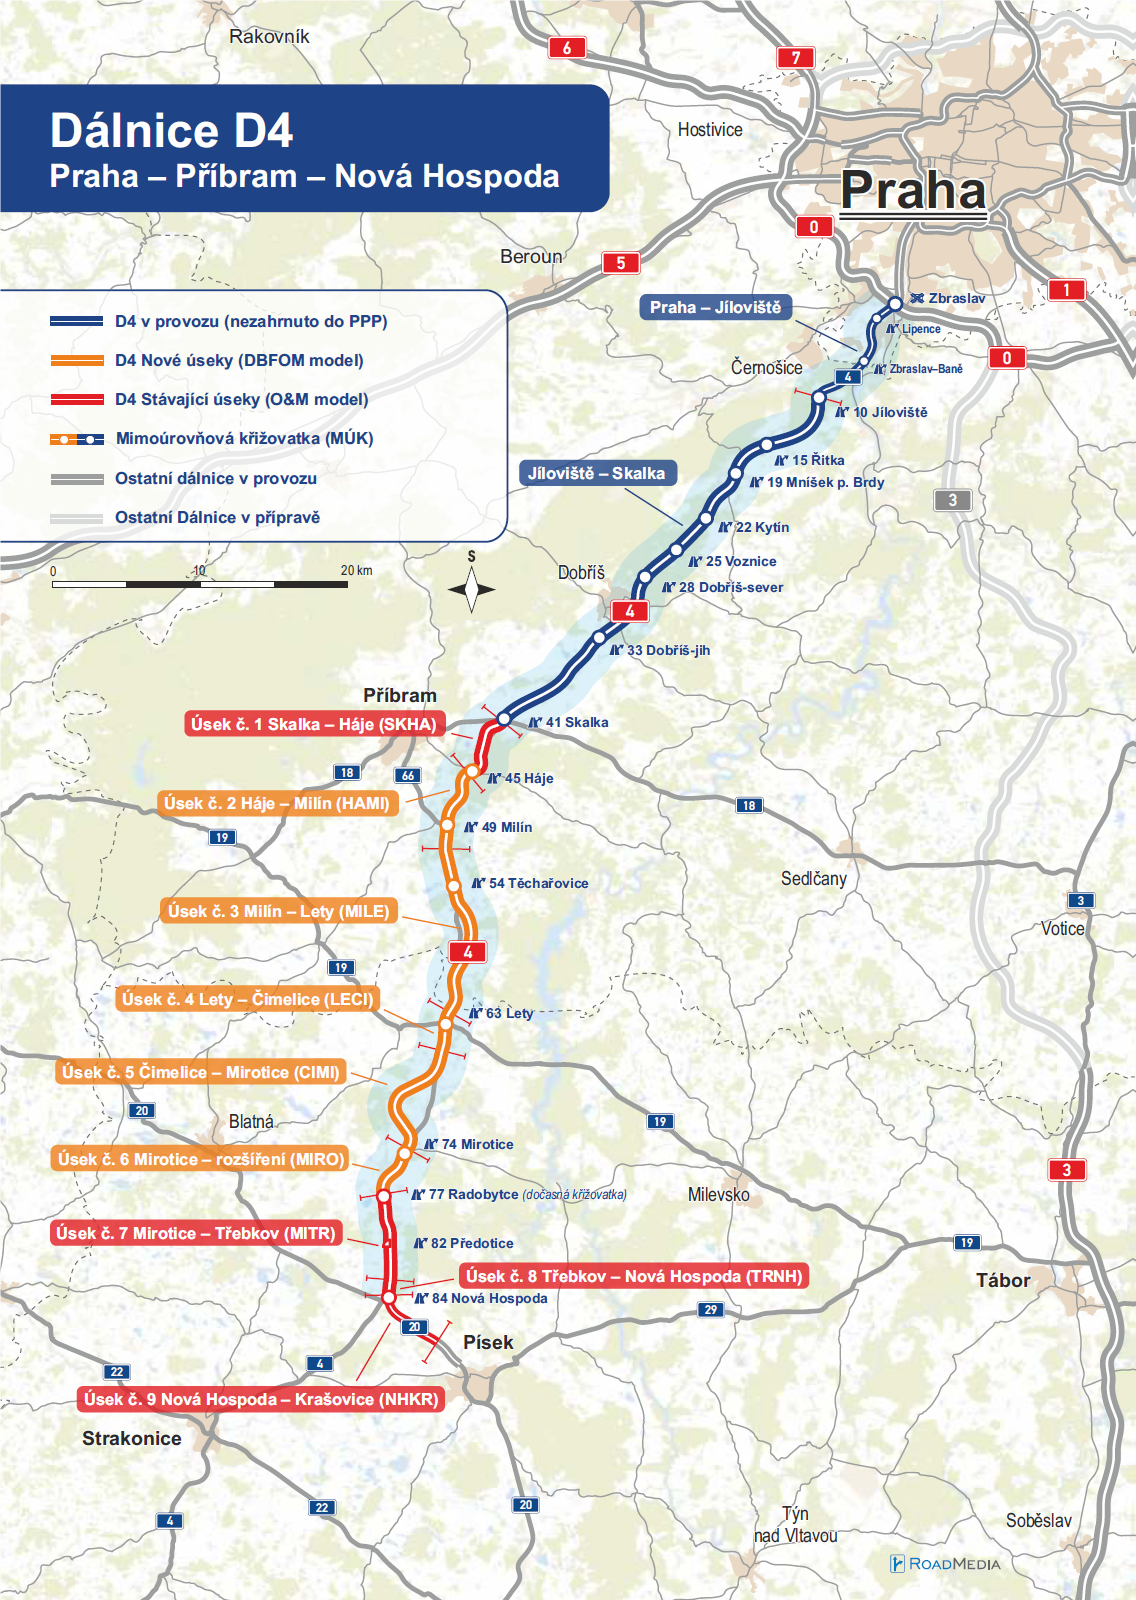 Rakovník
6
7
Dálnice D4
Praha – Příbram – Nová Hospoda
Hostivice
Praha
0
Beroun
5
1
D4 v provozu (nezahrnuto do PPP)
D4 Nové úseky (DBFOM model)
D4 Stávající úseky (O&M model)
Mimoúrovňová křižovatka (MÚK)
Ostatní dálnice v provozu
Ostatní Dálnice v přípravě
0 10 20 km
S
Praha – Jíloviště
Zbraslav
Lipence
0
Zbraslav–Baně
Černošice
4
10 Jíloviště
15 Řitka
Jíloviště – Skalka
19 Mníšek p. Brdy
3
22 Kytín
25 Voznice
Dobříš
28 Dobříš-sever
4
33 Dobříš-jih
Příbram
Úsek č. 1 Skalka – Háje (SKHA)
41 Skalka
18
66
45 Háje
Úsek č. 2 Háje – Milín (HAMI)
18
19
49 Milín
Sedlčany
54 Těchařovice
3
Úsek č. 3 Milín – Lety (MILE)
Votice
4
19
Úsek č. 4 Lety – Čimelice (LECI)
63 Lety
Úsek č. 5 Čimelice – Mirotice (CIMI)
20
Blatná
19
74 Mirotice
Úsek č. 6 Mirotice – rozšíření (MIRO)
3
77 Radobytce (dočasná křižovatka)
Milevsko
Úsek č. 7 Mirotice – Třebkov (MITR)
82 Předotice
19
Úsek č. 8 Třebkov – Nová Hospoda (TRNH)
Tábor
84 Nová Hospoda
29
20
Písek
4
22
Úsek č. 9 Nová Hospoda – Krašovice (NHKR)
Strakonice
20
22
4
Týn
nad Vltavou
Soběslav
ROADMEDIA